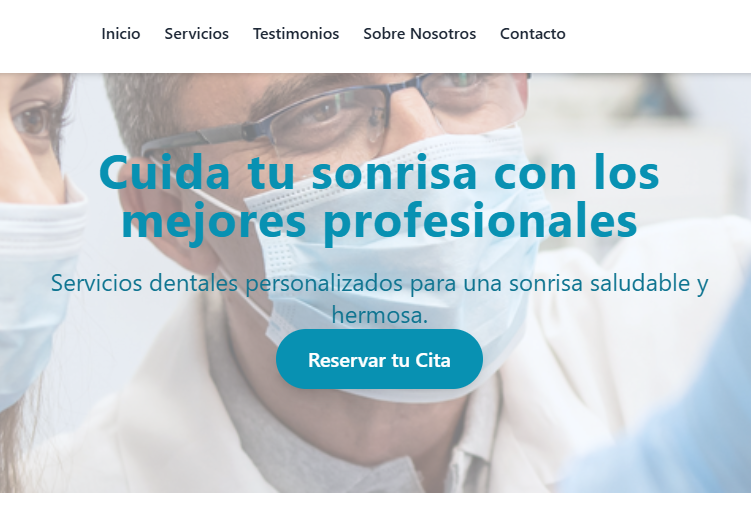 Inicio Servicios Testimonios Sobre Nosotros Contacto
Cuida tu sonrisa con los
mejores profesionales
Servicios dentales personalizados para una sonrisa saludable y
hermosa.
Reservar tu Cita